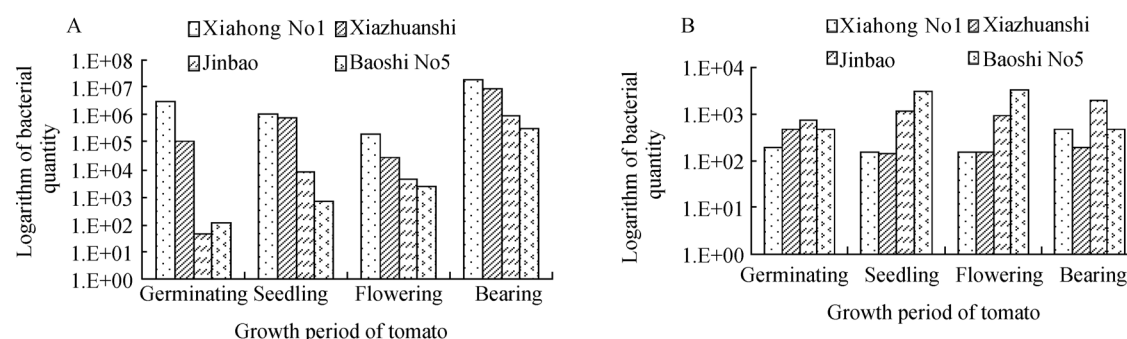 A
Xiahong No1 Xiazhuanshi
Jinbao Baoshi No5
1.E+08
1.E+07
1.E+06
1.E+05
1.E+04
1.E+03
1.E+02
1.E+01
1.E+00
Logarithm of bacterial
quantity
Germinating Seedling Flowering Bearing
Growth period of tomato
B
Xiahong No1 Xiazhuanshi
Jinbao Baoshi No5
1.E+04
1.E+03
1.E+02
1.E+01
1.E+00
Logarithm of bacterial
quantity
Germinating Seedling Flowering Bearing
Growth period of tomato